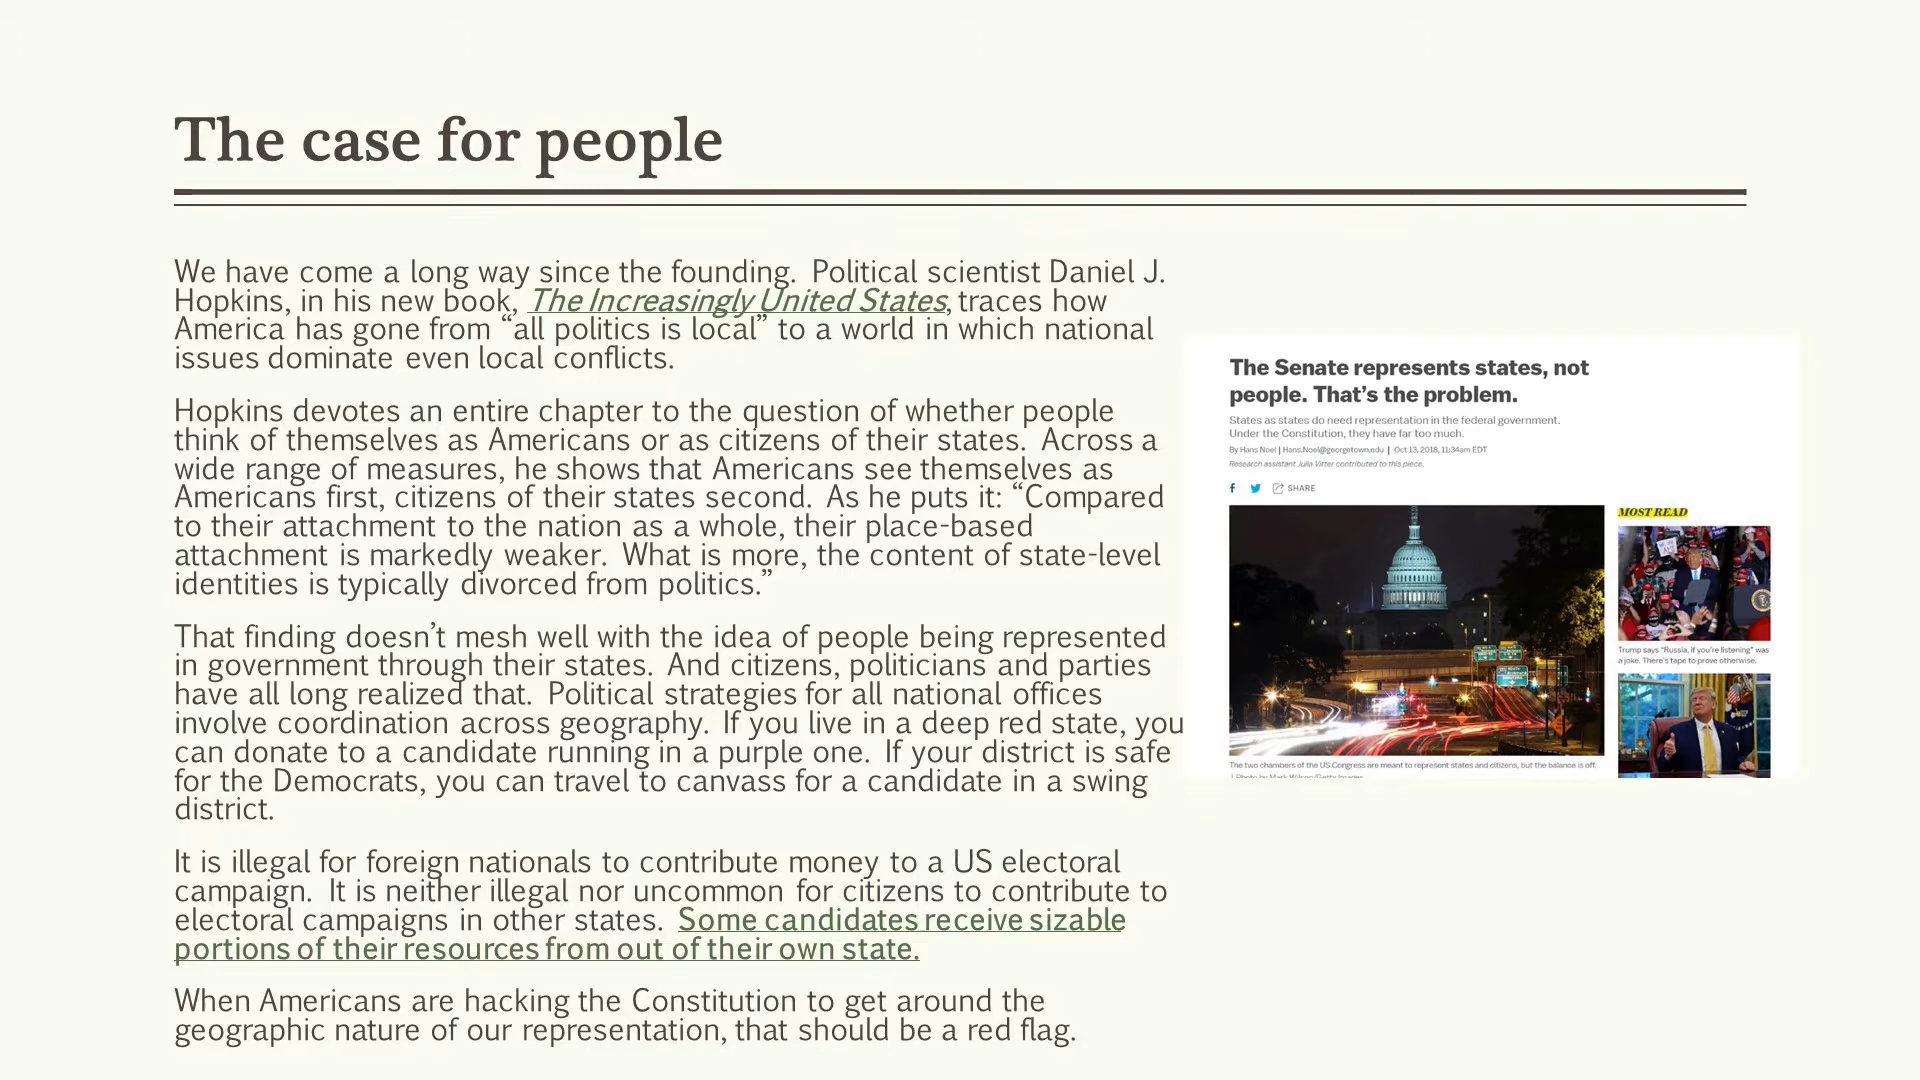 The case for people
We have come a long way since the founding. Political scientist Daniel J.
Hopkins, in his new book, The Increasingly United States, traces how
America has gone from “all politics is local” to a world in which national
issues dominate even local conflicts.
Hopkins devotes an entire chapter to the question of whether people
think of themselves as Americans or as citizens of their states. Across a
wide range of measures, he shows that Americans see themselves as
Americans first, citizens of their states second. As he puts it: “Compared
to their attachment to the nation as a whole, their place-based
attachment is markedly weaker. What is more, the content of state-level
identities is typically divorced from politics.”
That finding doesn’t mesh well with the idea of people being represented
in government through their states. And citizens, politicians and parties
have all long realized that. Political strategies for all national offices
involve coordination across geography. If you live in a deep red state, you
can donate to a candidate running in a purple one. If your district is safe
for the Democrats, you can travel to canvass for a candidate in a swing
district.
It is illegal for foreign nationals to contribute money to a US electoral
campaign. It is neither illegal nor uncommon for citizens to contribute to
electoral campaigns in other states. Some candidates receive sizable
portions of their resources from out of their own state.
When Americans are hacking the Constitution to get around the
geographic nature of our representation, that should be a red flag.
The Senate represents states, not
people. That’s the problem.
States as states do need representation in the federal government.
Under the Constitution, they have far too much.
By Hans Noel | Hans.Noel@georgetown.edu | Oct 13, 2018, 11:34am EDT
Research assistant Julia Vitter contributed to this piece.
SHARE
The two chambers of the US Congress are meant to represent states and citizens, but the balance is off.
| Photo by Mark Wilson/Getty Images
MOST READ
Trump says “Russia, if you’re listening” was
a joke. There’s tape to prove otherwise.